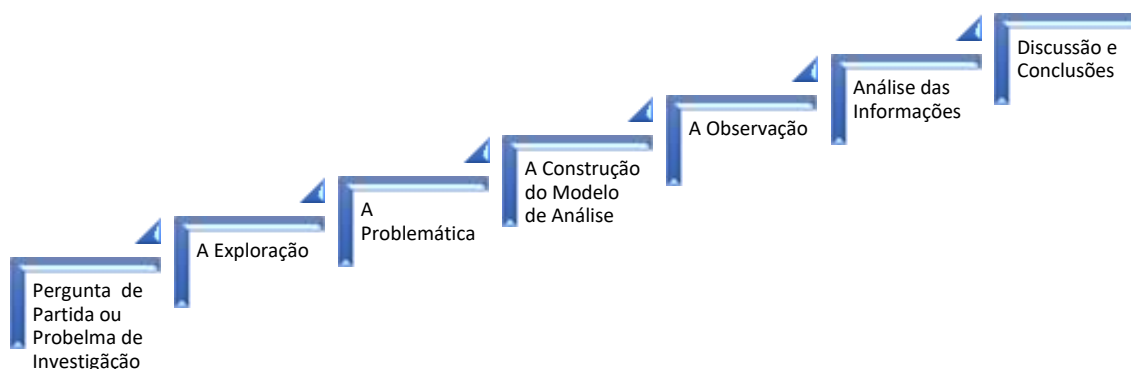 Pergunta de
Partida ou
Probelma de
Investigãção
A Exploração
A
Problemática
A Construção
do Modelo
de Análise
A Observação
Análise das
Informações
Discussão e
Conclusões